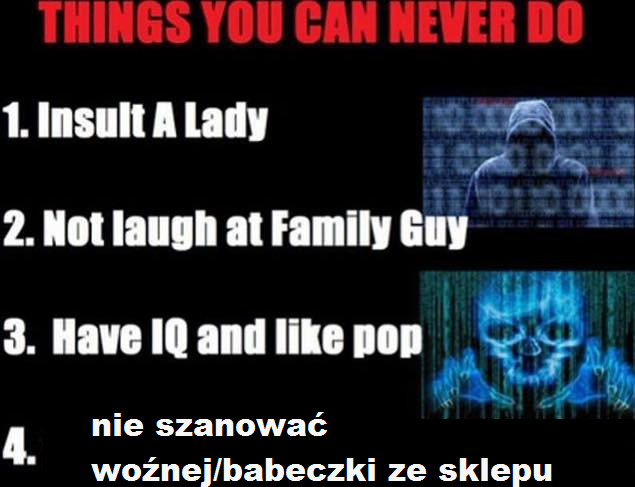 THINGS YOU CAN NEVER DO
1. Insult A Lady
2. Not laugh at Family Guy
3. Have IQ and like pop
4. nie szanować
woźnej/babeczki ze sklepu